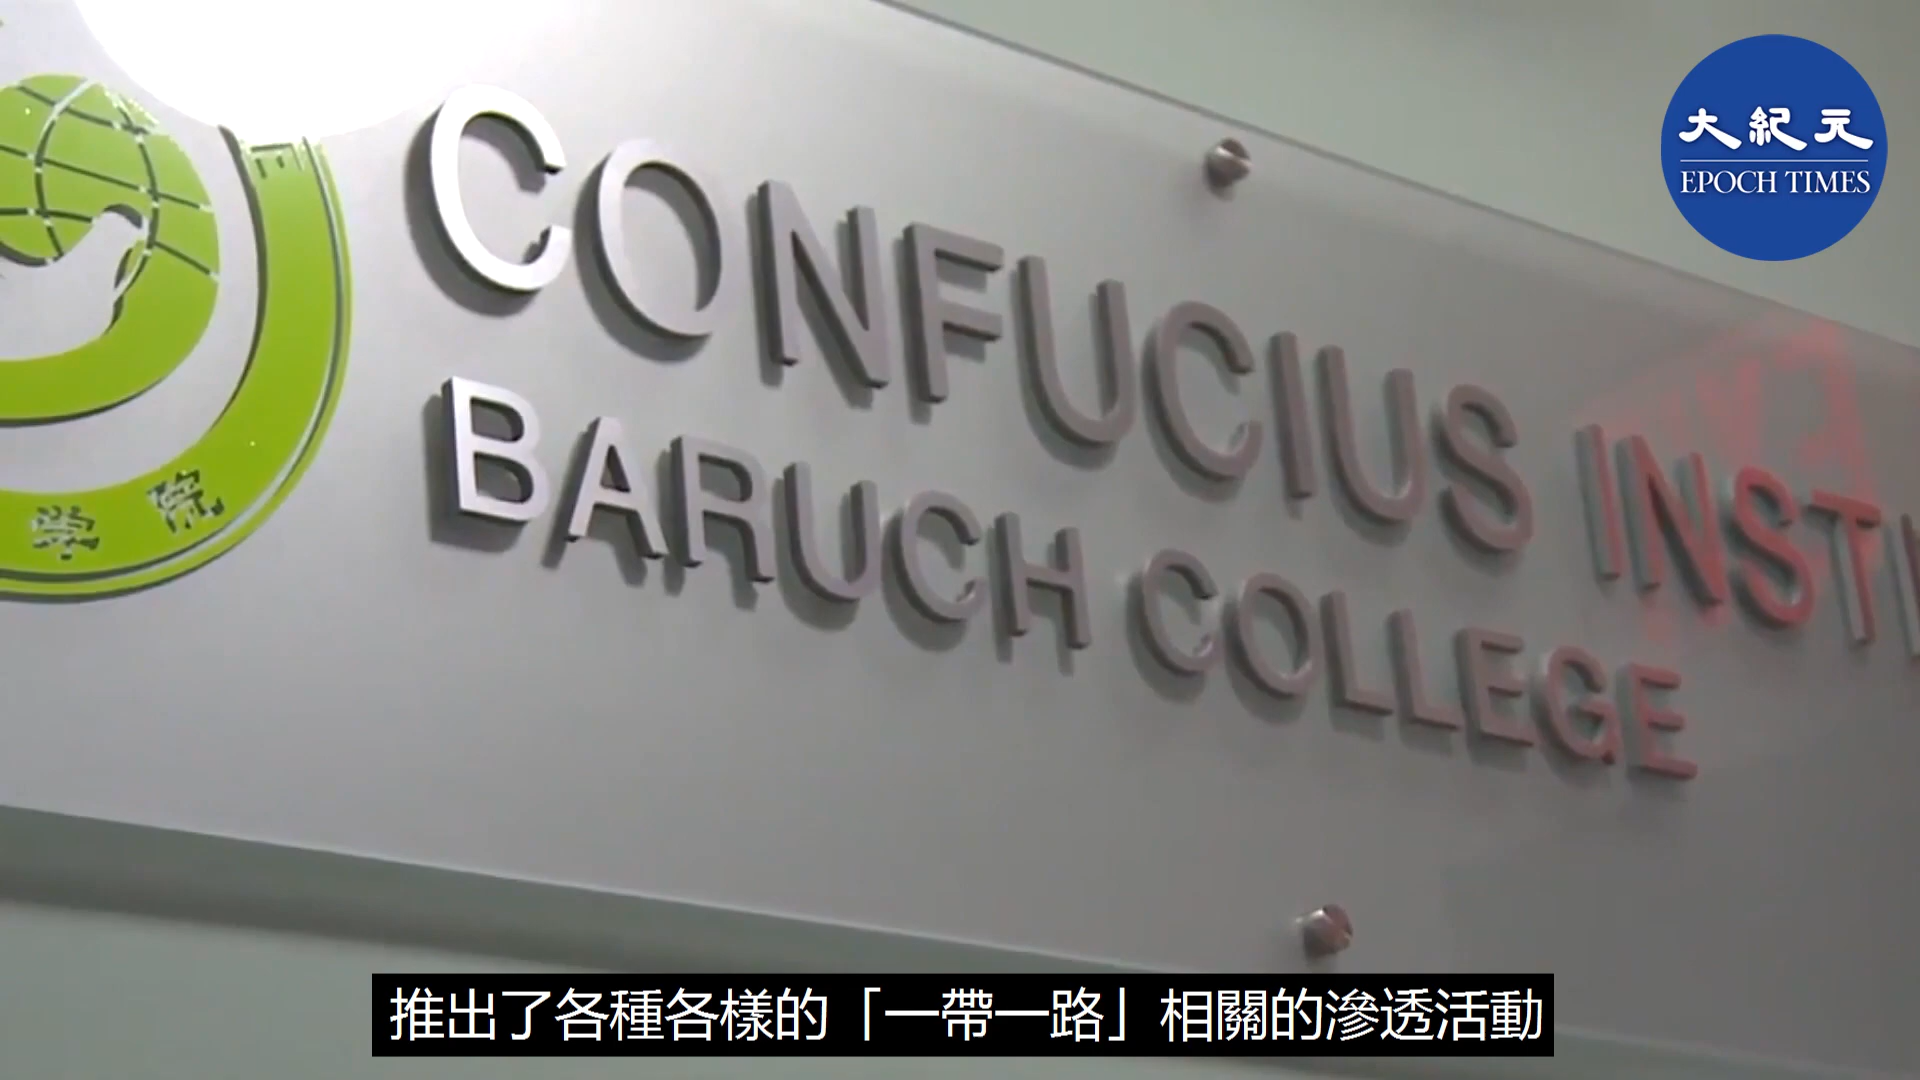 大紀元
EPOCH TIMES
CONFUCIUS INSTI
BARUCH COLLEGE
學院
推出了各種各樣的「一帶一路」相關的滲透活動